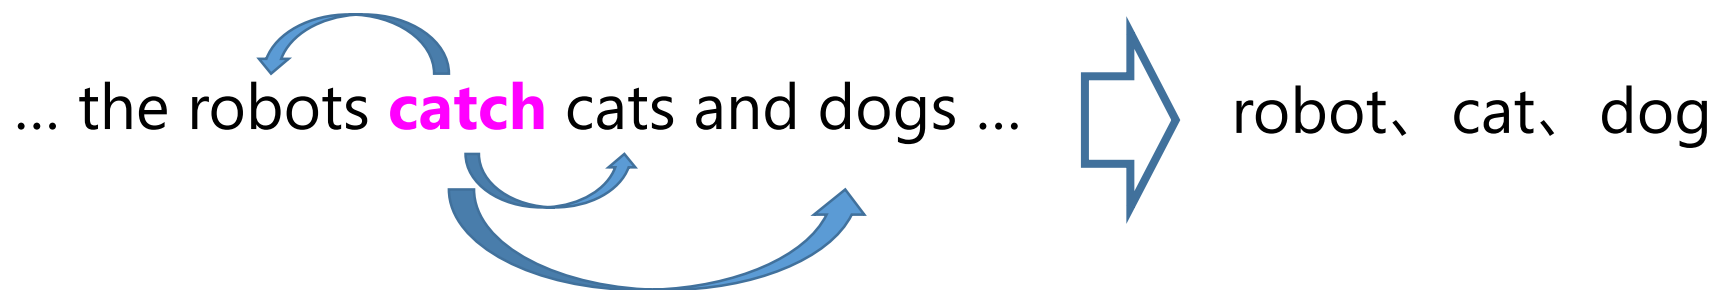 … the robots catch cats and dogs … robot、cat、dog